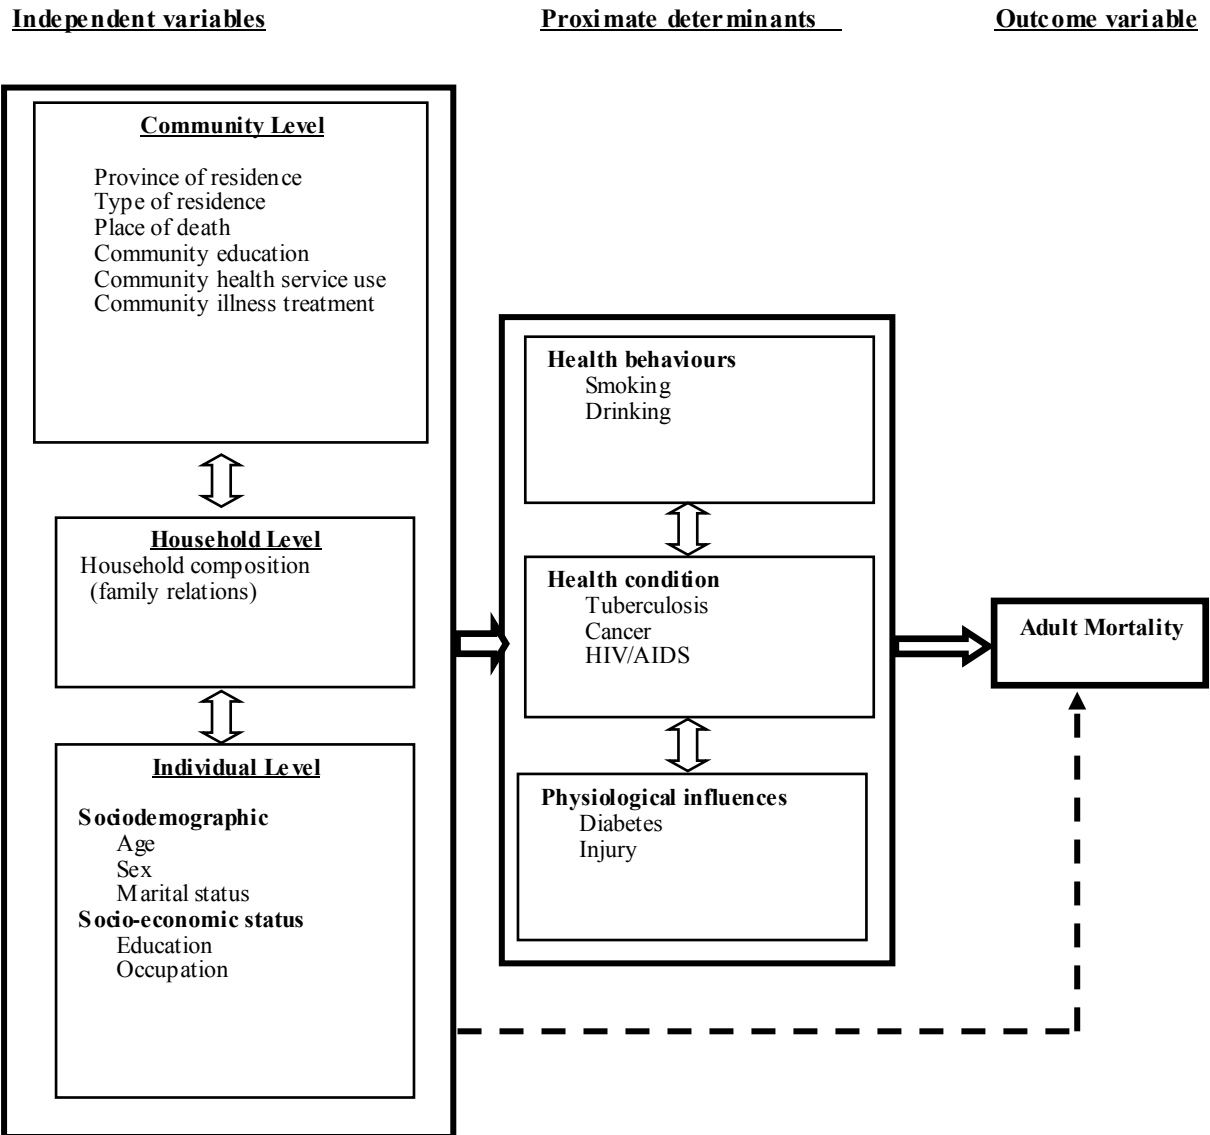 Independent variables
Proximate determinants
Outcome variable
Community Level
Province of residence
Type of residence
Place of death
Community education
Community health service use
Community illness treatment
Household Level
Household composition
(family relations)
Individual Level
Sociodemographic
Age
Sex
Marital status
Socio-economic status
Education
Occupation
Health behaviours
Smoking
Drinking
Health condition
Tuberculosis
Cancer
HIV/AIDS
Physiological influences
Diabetes
Injury
Adult Mortality